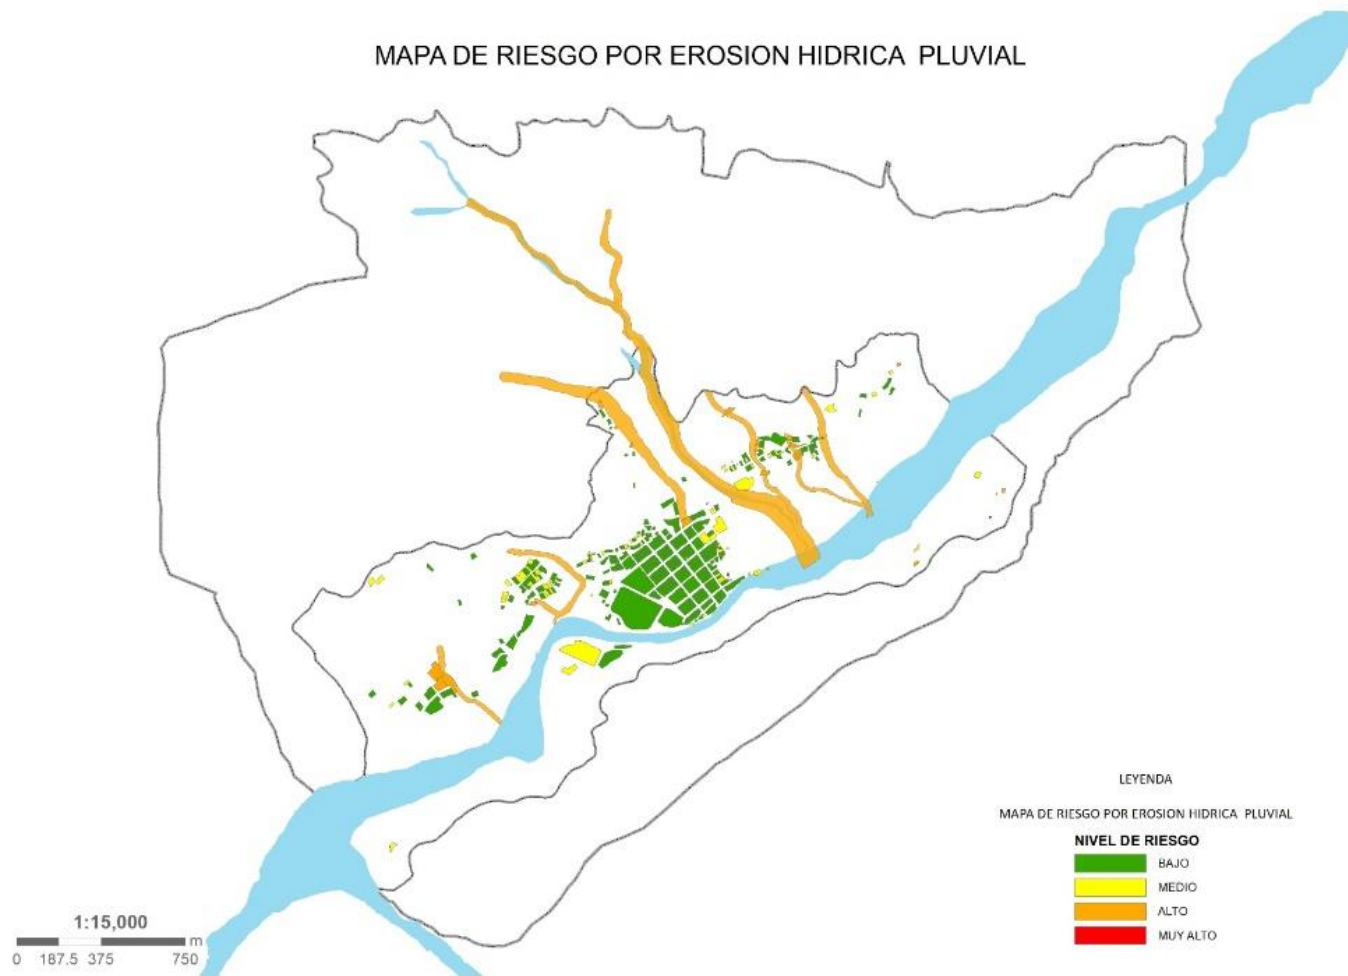 MAPA DE RIESGO POR EROSION HIDRICA PLUVIAL
LEYENDA
MAPA DE RIESGO POR EROSION HIDRICA PLUVIAL
NIVEL DE RIESGO
BAJO
MEDIO
ALTO
MUY ALTO
1:15,000
m
0 187.5 375 750